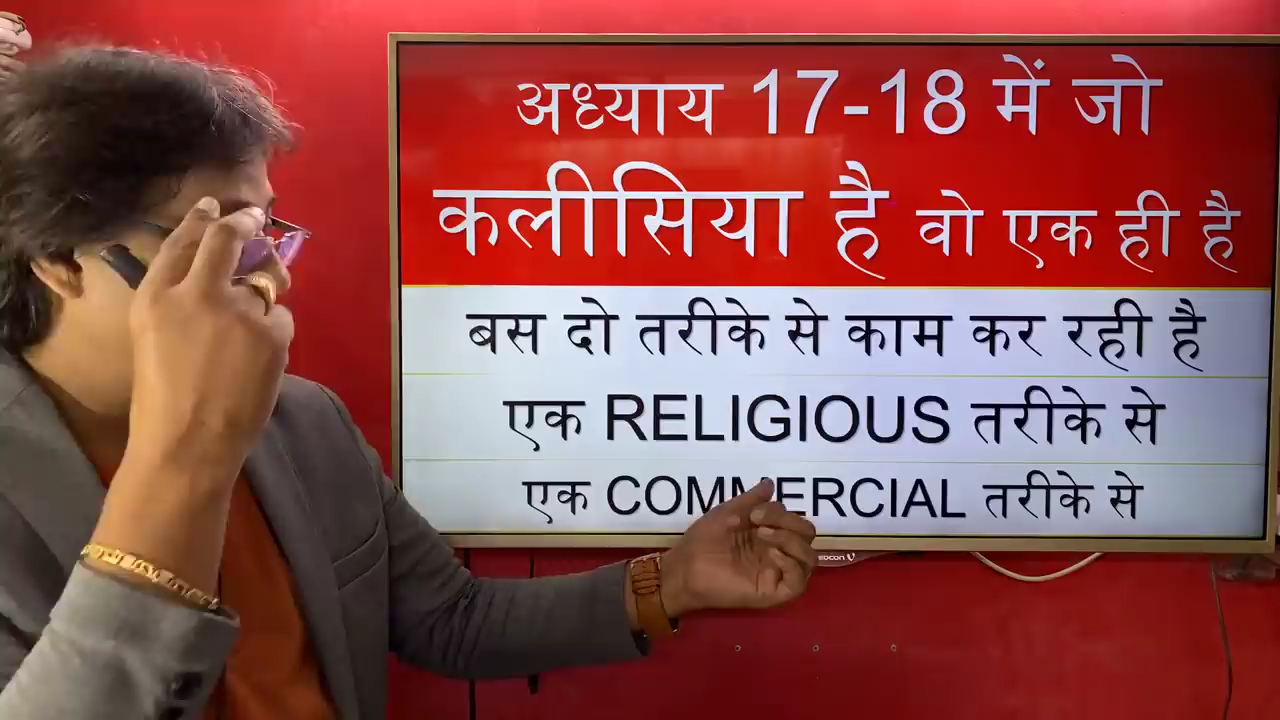 अध्याय 17-18 में जो
कलीसिया है वो एक ही है
बस दो तरीके से काम कर रही है
एक RELIGIOUS तरीके से
एक COMMERCIAL तरीके से